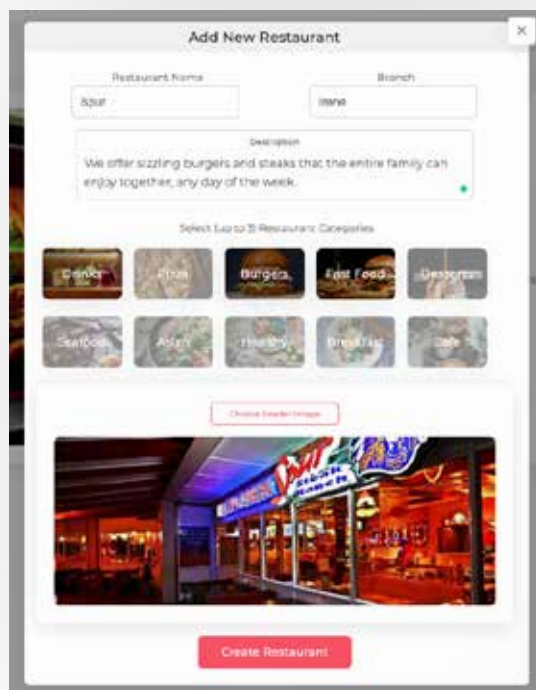 Add New Restaurant
×
Restaurant Name
Branch
Spur
Irene
Description
We offer sizzling burgers and steaks that the entire family can
enjoy together, any day of the week.
Select (up to 3) Restaurant Categories
Drinks
Pizza
Burgers
Fast Food
Desserts
Seafood
Asian
Healthy
Breakfast
Cafe
Choose header image
Spur
Steak
Ranch
Create Restaurant